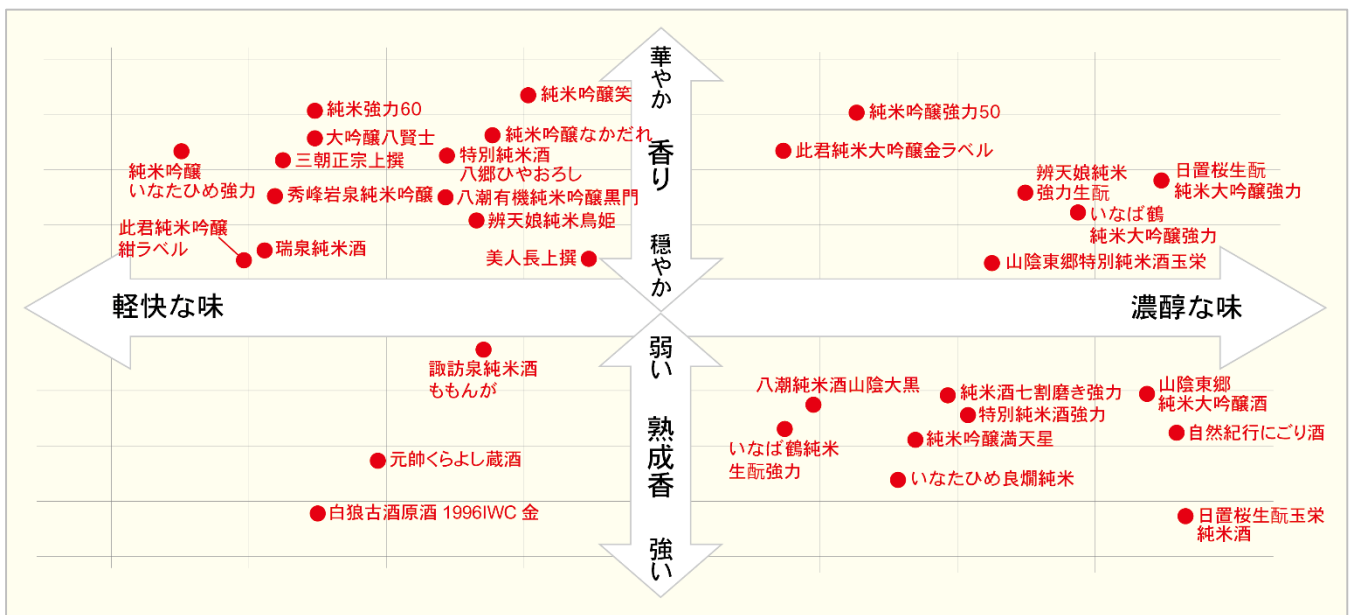 華やか
香り
穏やか
純米吟醸笑
純米強力60
純米吟醸強力50
大吟醸八賢士
純米吟醸なかだれ
此君純米大吟醸金ラベル
三朝正宗上撰
特別純米酒
八郷ひやおろし
純米吟醸
いなたひめ強力
辨天娘純米
強力生酛
日置桜生酛
純米大吟醸強力
秀峰岩泉純米吟醸
八潮有機純米吟醸黒門
いなば鶴
純米大吟醸強力
辨天娘純米鳥姫
此君純米吟醸
紺ラベル
瑞泉純米酒
美人長上撰
山陰東郷特別純米酒玉栄
軽快な味
濃醇な味
弱い
熟成香
強い
諏訪泉純米酒
ももんが
八潮純米酒山陰大黒
純米酒七割磨き強力
山陰東郷
純米大吟醸酒
特別純米酒強力
いなば鶴純米
生酛強力
純米吟醸満天星
自然紀行にごり酒
元帥くらよし蔵酒
いなたひめ良燗純米
白狼古酒原酒 1996IWC 金
日置桜生酛玉栄
純米酒